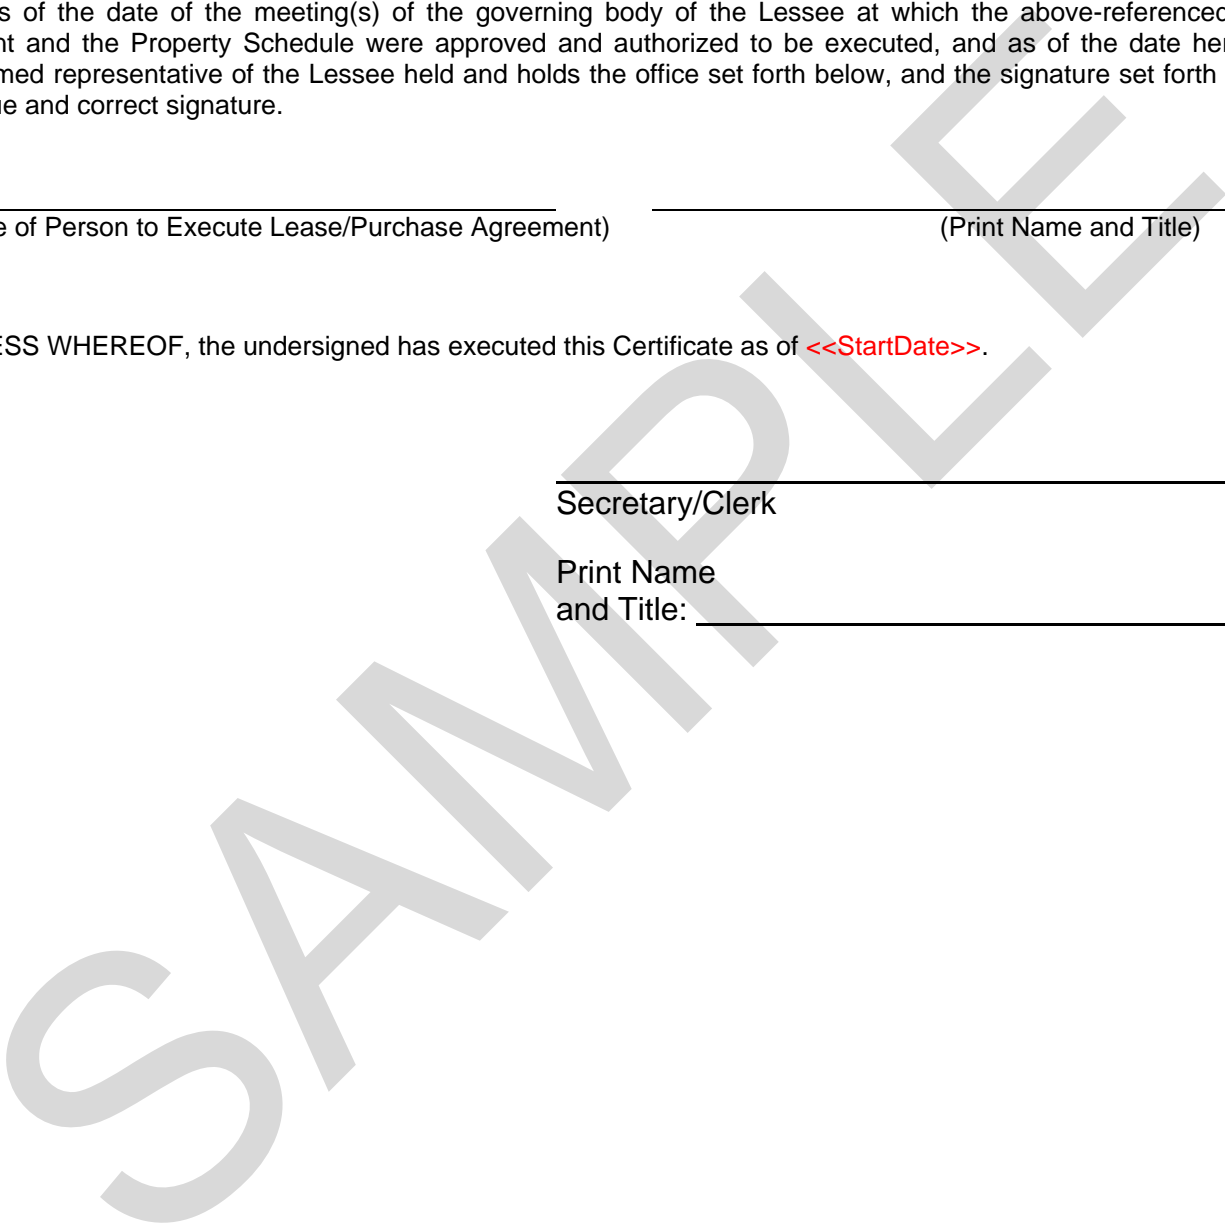 s of the date of the meeting(s) of the governing body of the Lessee at which the above-referenced
nt and the Property Schedule were approved and authorized to be executed, and as of the date her
med representative of the Lessee held and holds the office set forth below, and the signature set forth
ue and correct signature.
e of Person to Execute Lease/Purchase Agreement) (Print Name and Title)
ESS WHEREOF, the undersigned has executed this Certificate as of <<StartDate>>.
Secretary/Clerk
Print Name
and Title:
SAMPLE